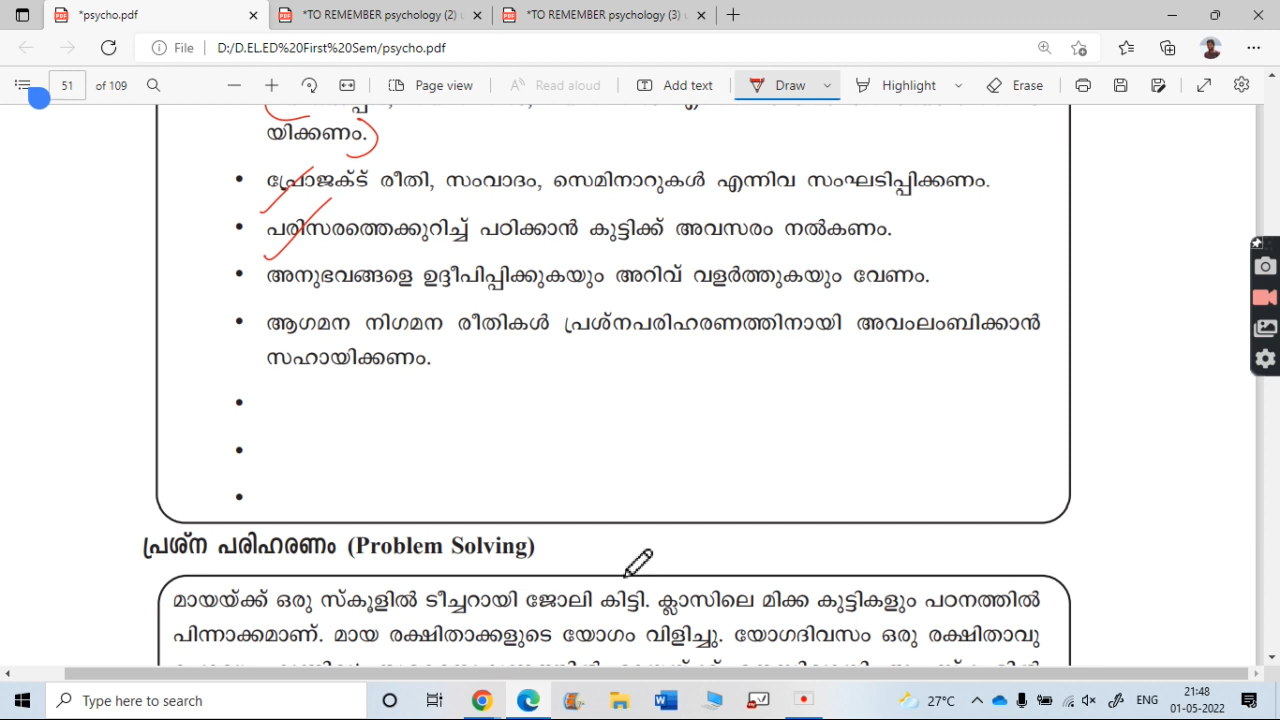 *psycho.pdf
*TO REMEMBER psychology (2)
*TO REMEMBER psychology (3)
File
D:/D.EL.ED%20First%20Sem/psycho.pdf
51 of 109
Page view
Read aloud
Add text
Draw
Highlight
Erase
യിക്കണം.
• പ്രോജക്ട് രീതി, സംവാദം, സെമിനാറുകൾ എന്നിവ സംഘടിപ്പിക്കണം.
• പരിസരത്തെക്കുറിച്ച് പഠിക്കാൻ കുട്ടിക്ക് അവസരം നൽകണം.
• അനുഭവങ്ങളെ ഉദ്ദീപിപ്പിക്കുകയും അറിവ് വളർത്തുകയും വേണം.
• ആഗമന നിഗമന രീതികൾ പ്രശ്നപരിഹരണത്തിനായി അവംലംബിക്കാൻ
സഹായിക്കണം.
•
•
•
പ്രശ്ന പരിഹരണം (Problem Solving)
മായയ്ക്ക് ഒരു സ്കൂളിൽ ടീച്ചറായി ജോലി കിട്ടി. ക്ലാസിലെ മിക്ക കുട്ടികളും പഠനത്തിൽ
പിന്നാക്കമാണ്. മായ രക്ഷിതാക്കളുടെ യോഗം വിളിച്ചു. യോഗദിവസം ഒരു രക്ഷിതാവു
Type here to search
27°C
ENG
21:48
01-05-2022